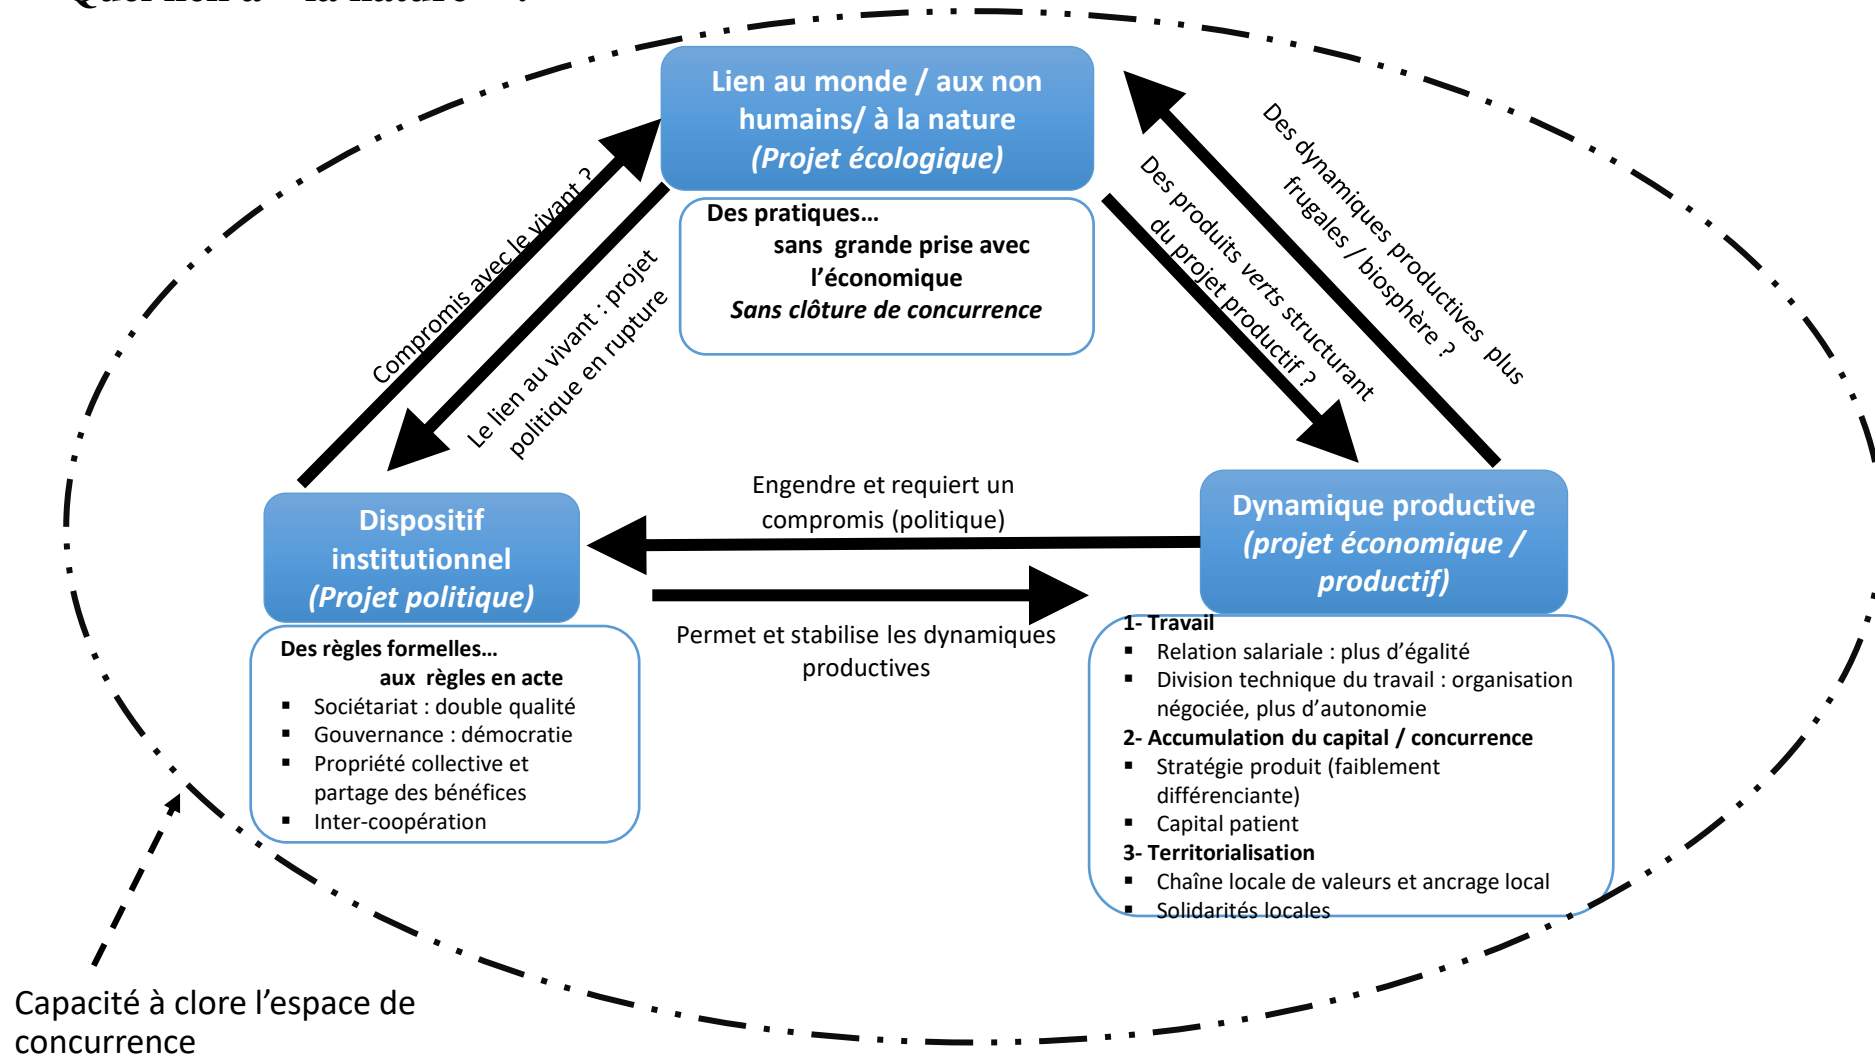 Lien au monde / aux non
humains/ à la nature
(Projet écologique)
Des pratiques…
sans grande prise avec
l’économique
Sans clôture de concurrence
Compromis avec le vivant ?
Le lien au vivant : projet
politique en rupture
Des produits verts structurant
du projet productif ?
Des dynamiques productives plus
frugales / biosphère ?
Engendre et requiert un
compromis (politique)
Permet et stabilise les dynamiques
productives
Dispositif
institutionnel
(Projet politique)
Des règles formelles…
aux règles en acte
▪ Sociétariat : double qualité
▪ Gouvernance : démocratie
▪ Propriété collective et
partage des bénéfices
▪ Inter-coopération
Dynamique productive
(projet économique /
productif)
1- Travail
▪ Relation salariale : plus d’égalité
▪ Division technique du travail : organisation
négociée, plus d’autonomie
2- Accumulation du capital / concurrence
▪ Stratégie produit (faiblement
différenciante)
▪ Capital patient
3- Territorialisation
▪ Chaîne locale de valeurs et ancrage local
▪ Solidarités locales
Capacité à clore l’espace de
concurrence